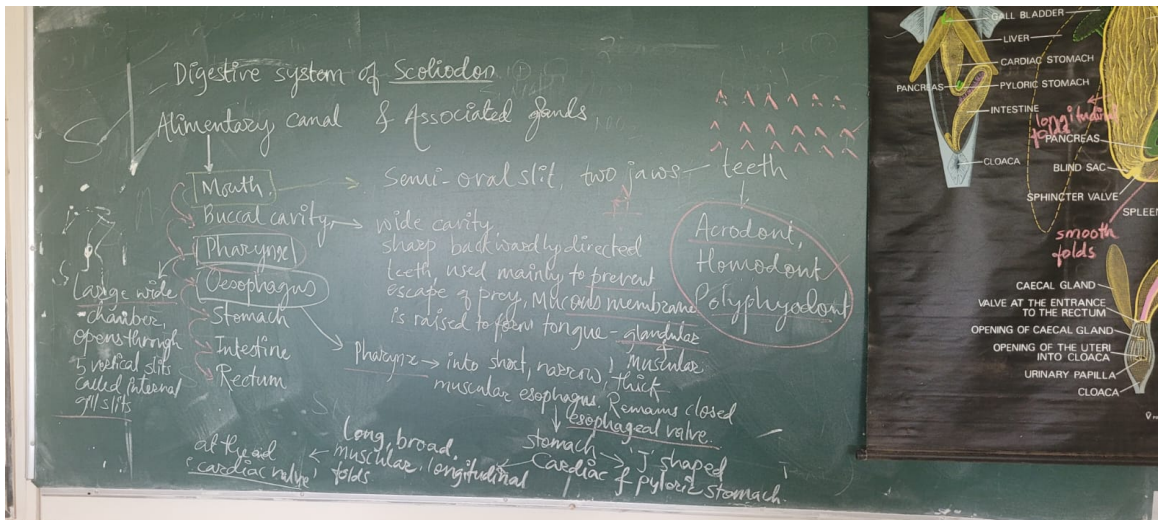 Digestive system of Scoliodon
Alimentary canal & Associated glands
Mouth
Buccal cavity
Pharynx
Oesophagus
Stomach
Intestine
Rectum
semi-oral slit, two jaws - teeth
wide cavity
sharp backwardly directed
teeth, used mainly to prevent
escape of prey, Mucous membrane
is raised to form tongue - glandular
& muscular
Acrodont,
Homodont
Polyphyodont
Large wide
chamber,
opens through
5 vertical slits
called internal
gill slits
Pharynx → into short, narrow, thick
muscular esophagus, Remains closed
esophageal valve.
stomach → 'J' shaped
Cardiac & pyloric stomach.
Long, broad,
muscular, longitudinal
folds
at the end
'cardiac valve'
GALL BLADDER
LIVER
CARDIAC STOMACH
PANCREAS
PYLORIC STOMACH
INTESTINE
CLOACA
longitudinal
folds
PANCREAS
BLIND SAC
SPHINCTER VALVE
SPLEEN
smooth
folds
CAECAL GLAND
VALVE AT THE ENTRANCE
TO THE RECTUM
OPENING OF CAECAL GLAND
OPENING OF THE UTERI
INTO CLOACA
URINARY PAPILLA
CLOACA